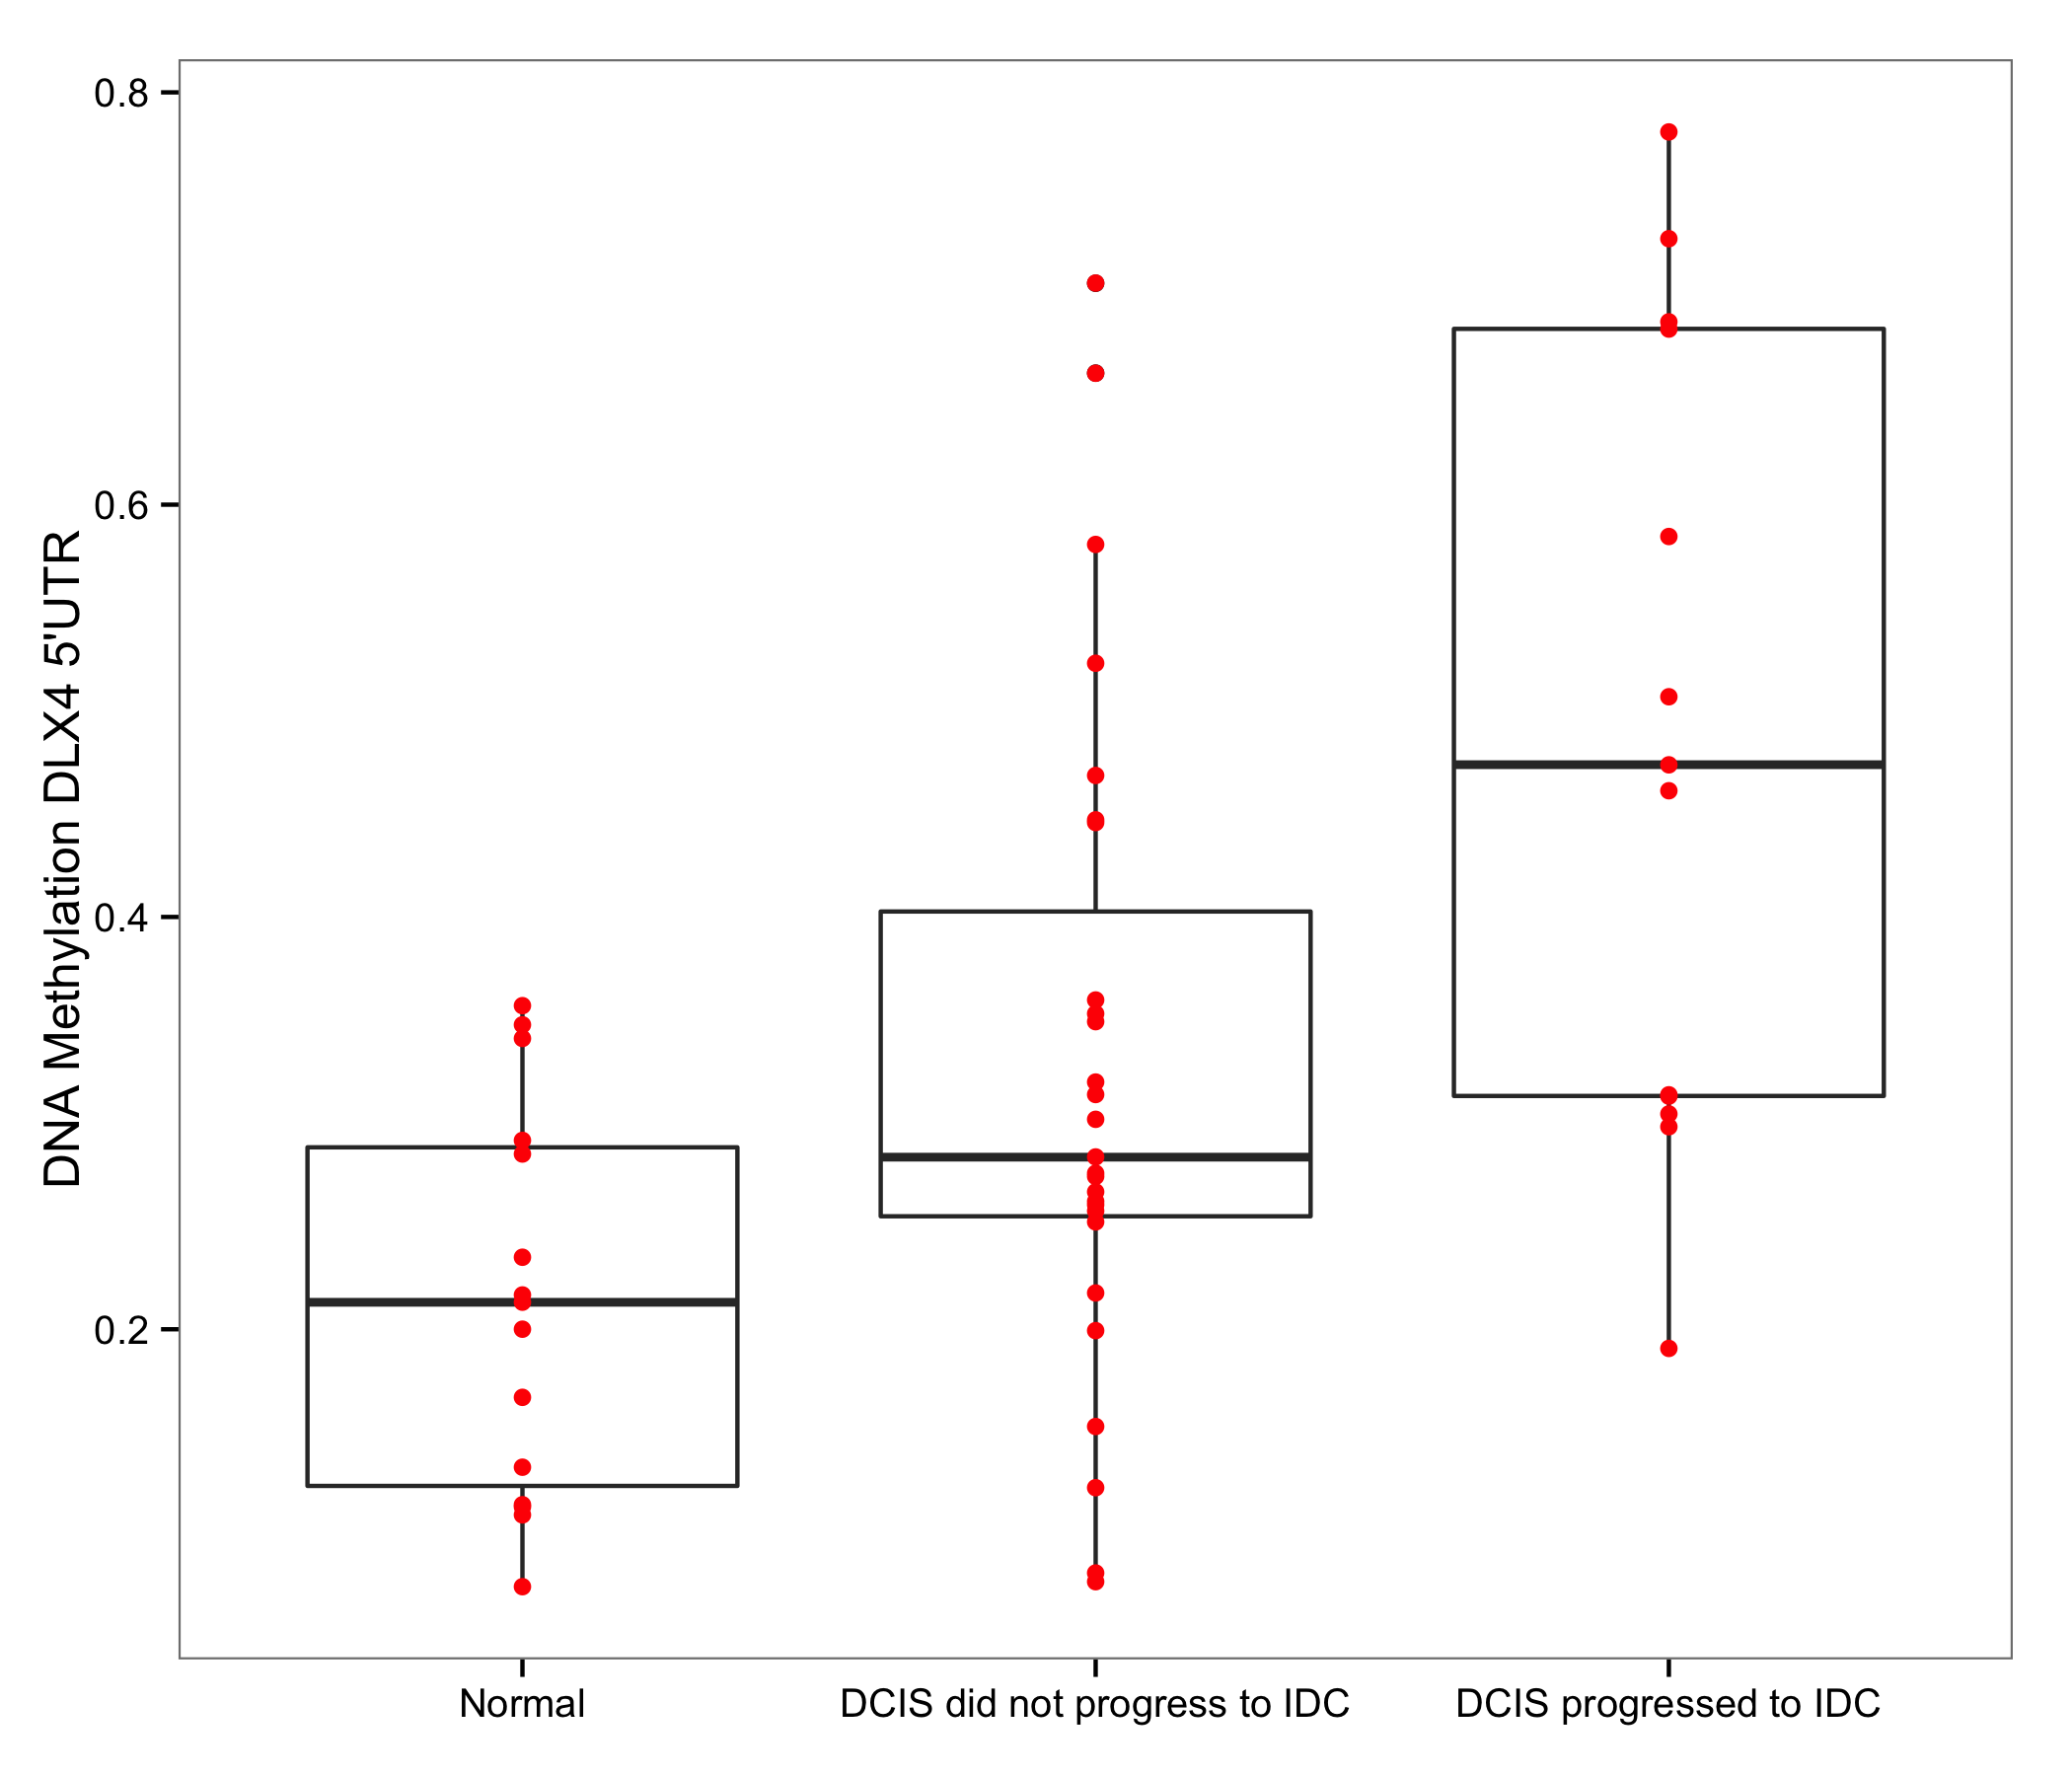 DNA Methylation DLX4 5'UTR
0.8
0.6
0.4
0.2
Normal
DCIS did not progress to IDC
DCIS progressed to IDC